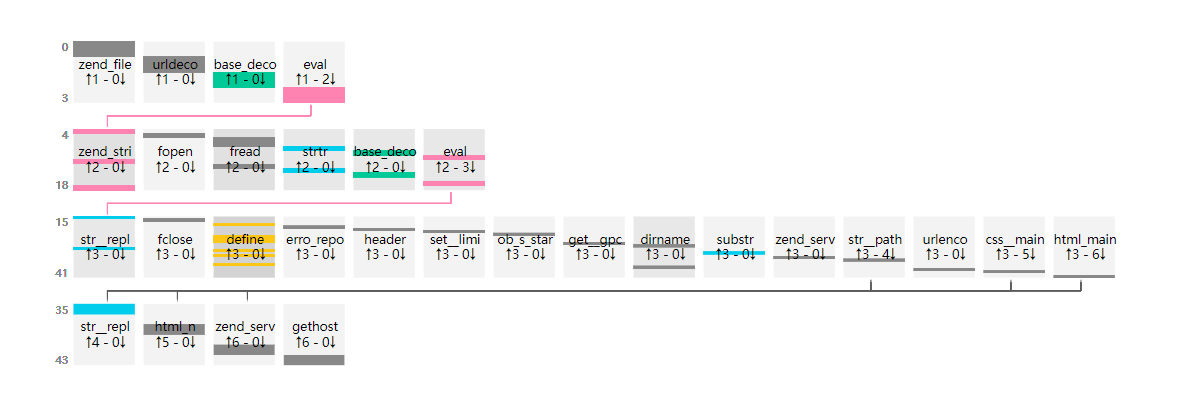 0
zend_file urldeco base_deco eval
↑1 - 0↓ ↑1 - 0↓ ↑1 - 0↓ ↑1 - 2↓
3
4
zend_stri fopen fread strtr base_deco eval
↑2 - 0↓ ↑2 - 0↓ ↑2 - 0↓ ↑2 - 0↓ ↑2 - 0↓ ↑2 - 3↓
18
15
str__repl fclose define erro_repo header set__limi ob_s_star get__gpc dirname substr zend_serv str__path urlenco css__main html_main
↑3 - 0↓ ↑3 - 0↓ ↑3 - 0↓ ↑3 - 0↓ ↑3 - 0↓ ↑3 - 0↓ ↑3 - 0↓ ↑3 - 0↓ ↑3 - 0↓ ↑3 - 0↓ ↑3 - 0↓ ↑3 - 4↓ ↑3 - 0↓ ↑3 - 5↓ ↑3 - 6↓
41
35
str__repl html_n zend_serv gethost
↑4 - 0↓ ↑5 - 0↓ ↑6 - 0↓ ↑6 - 0↓
43